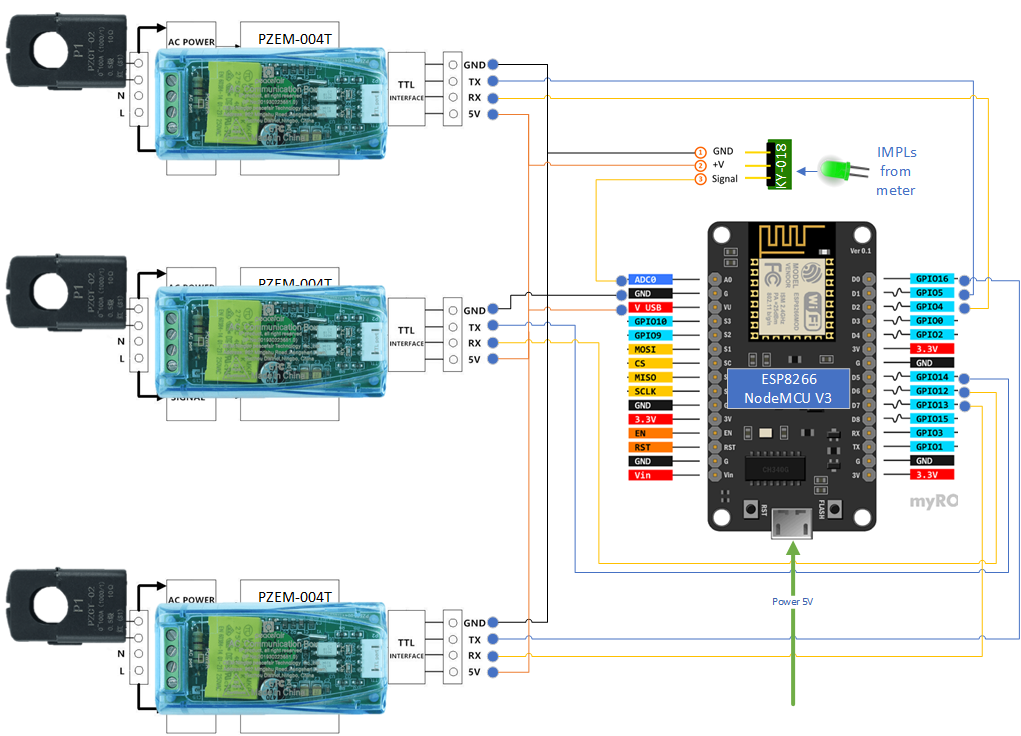 P1
PZCT-02
AC POWER
PZEM-004T
N
L
TTL
INTERFACE
GND
TX
RX
5V
GND
+V
Signal
1
2
3
KY-018
IMPLs
from
meter
P1
PZCT-02
PZEM-004T
N
L
SIGNAL
TTL
INTERFACE
GND
TX
RX
5V
ADC0
GND
V USB
GPIO10
GPIO9
MOSI
CS
MISO
SCLK
GND
3.3V
EN
RST
GND
Vin
A0
G
VU
S3
S2
S1
SC
3V
EN
RST
G
Vin
Ver 0.1
MODEL
VENDOR
ESP8266MOD
FCC
WiFi
ESP8266
NodeMCU V3
RST
FLASH
D0
D1
D2
D3
D4
3V
G
D5
D6
D7
D8
RX
TX
G
3V
GPIO16
GPIO5
GPIO4
GPIO0
GPIO2
3.3V
GND
GPIO14
GPIO12
GPIO13
GPIO15
GPIO3
GPIO1
GND
3.3V
myRO
Power 5V
P1
PZCT-02
AC POWER
PZEM-004T
N
L
TTL
INTERFACE
GND
TX
RX
5V